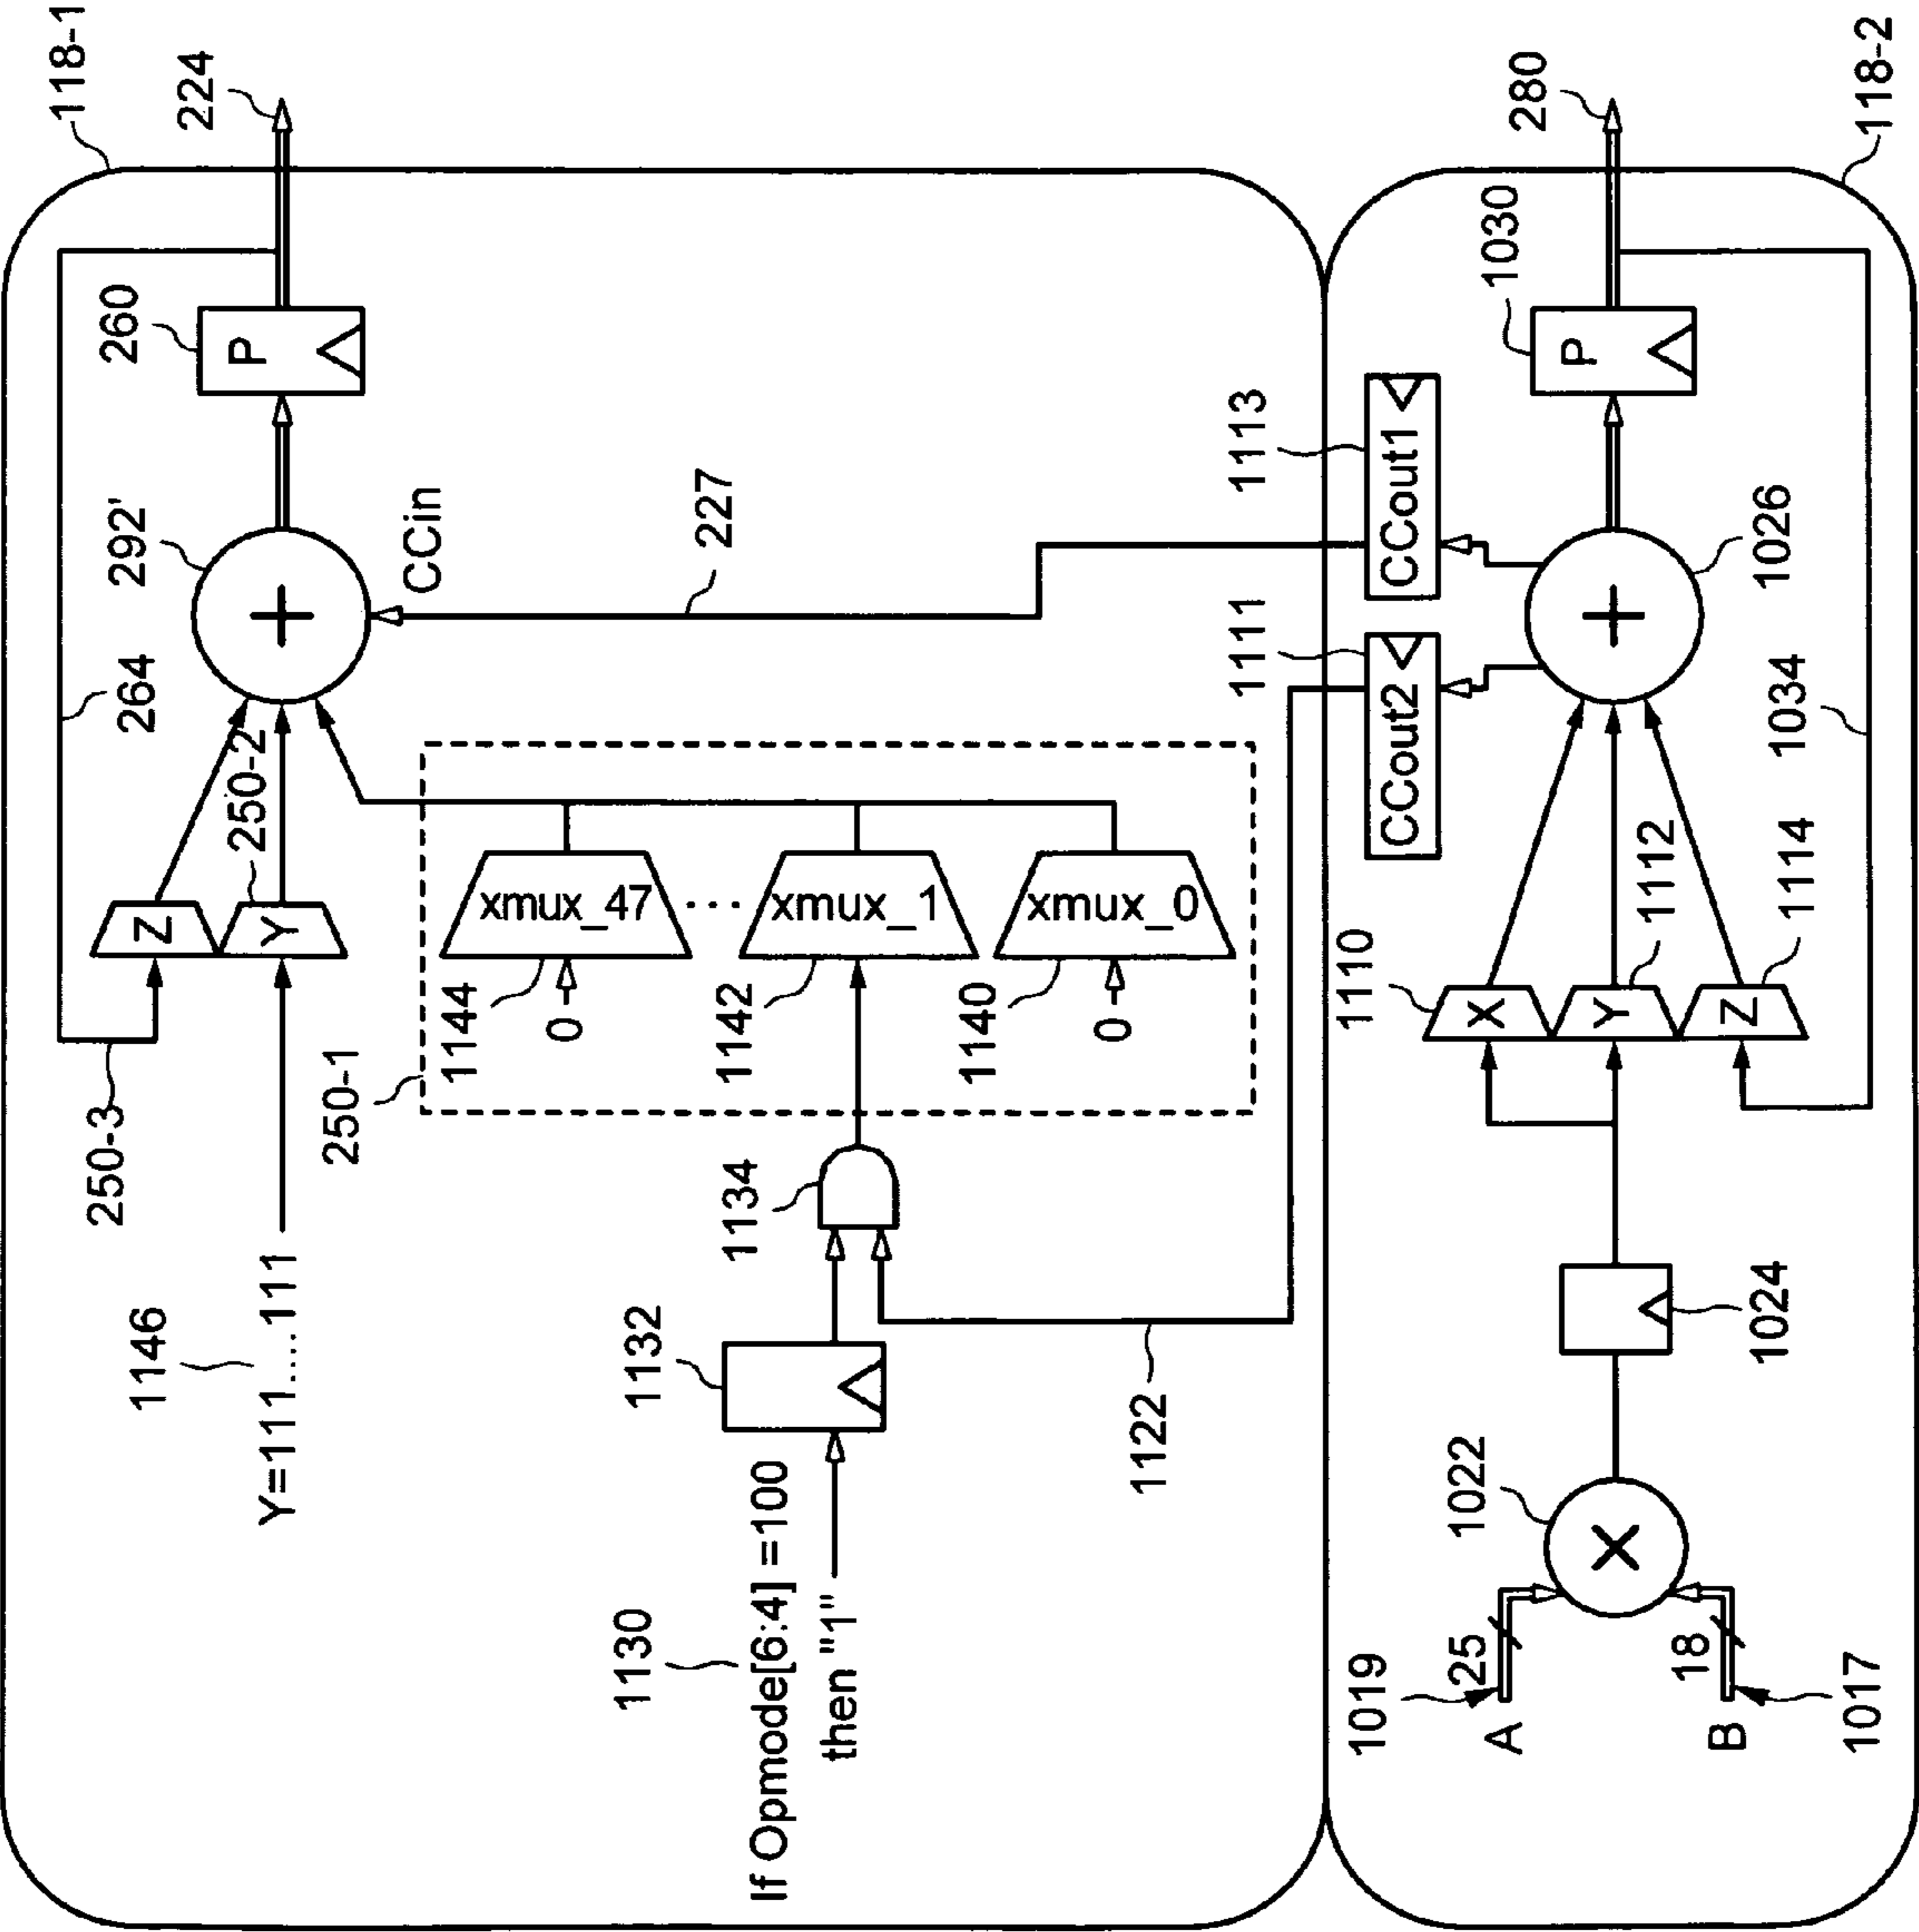 118-1
224
260
P
264
292'
CCin
227
Z
250-2
Y
250-3
1146
Y=111....111
250-1
xmux_47
...
xmux_1
xmux_0
1144
0
1142
1140
0
1134
1132
1130
If Opmode[6:4] =100
then "1"
1122
118-2
280
1030
P
1113
CCout1
1111
CCout2
1026
1034
1110
X
1112
Y
1114
Z
1024
1022
×
1019
25
A
18
B
1017